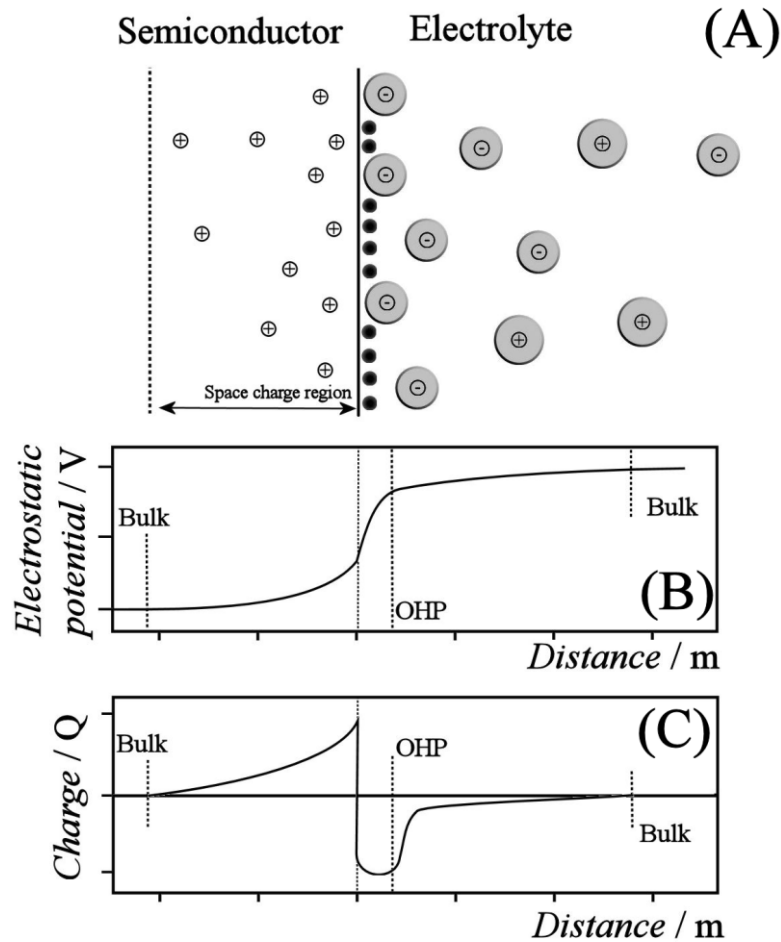 Semiconductor
Electrolyte
(A)
Space charge region
Electrostatic
potential / V
Bulk
Bulk
OHP
(B)
Distance / m
Charge / Q
Bulk
OHP
(C)
Bulk
Distance / m